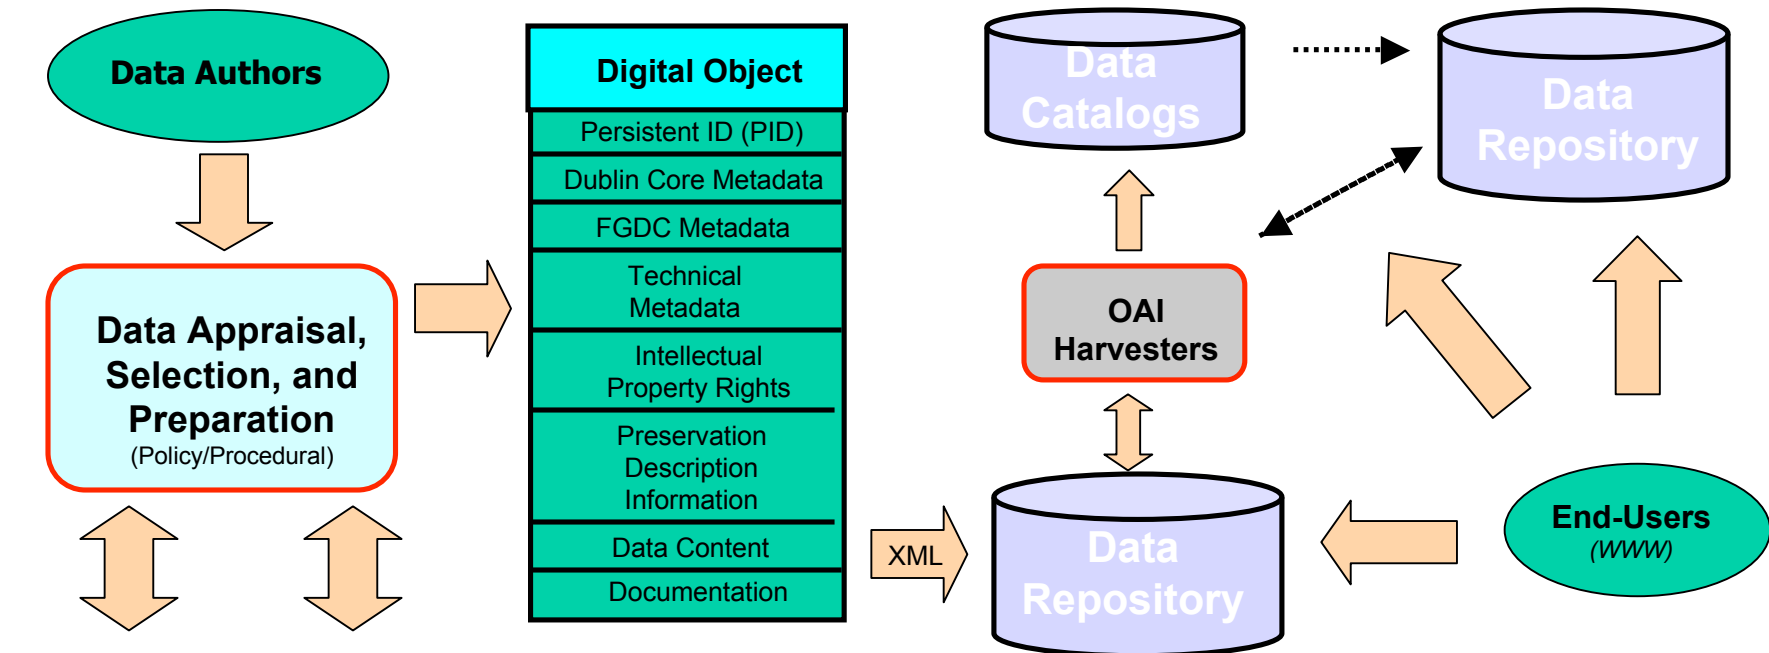 Data Authors
Data Appraisal,
Selection, and
Preparation
(Policy/Procedural)
Digital Object
Persistent ID (PID)
Dublin Core Metadata
FGDC Metadata
Technical
Metadata
Intellectual
Property Rights
Preservation
Description
Information
Data Content
Documentation
XML
Data
Catalogs
OAI
Harvesters
Data
Repository
Data
Repository
End-Users
(WWW)